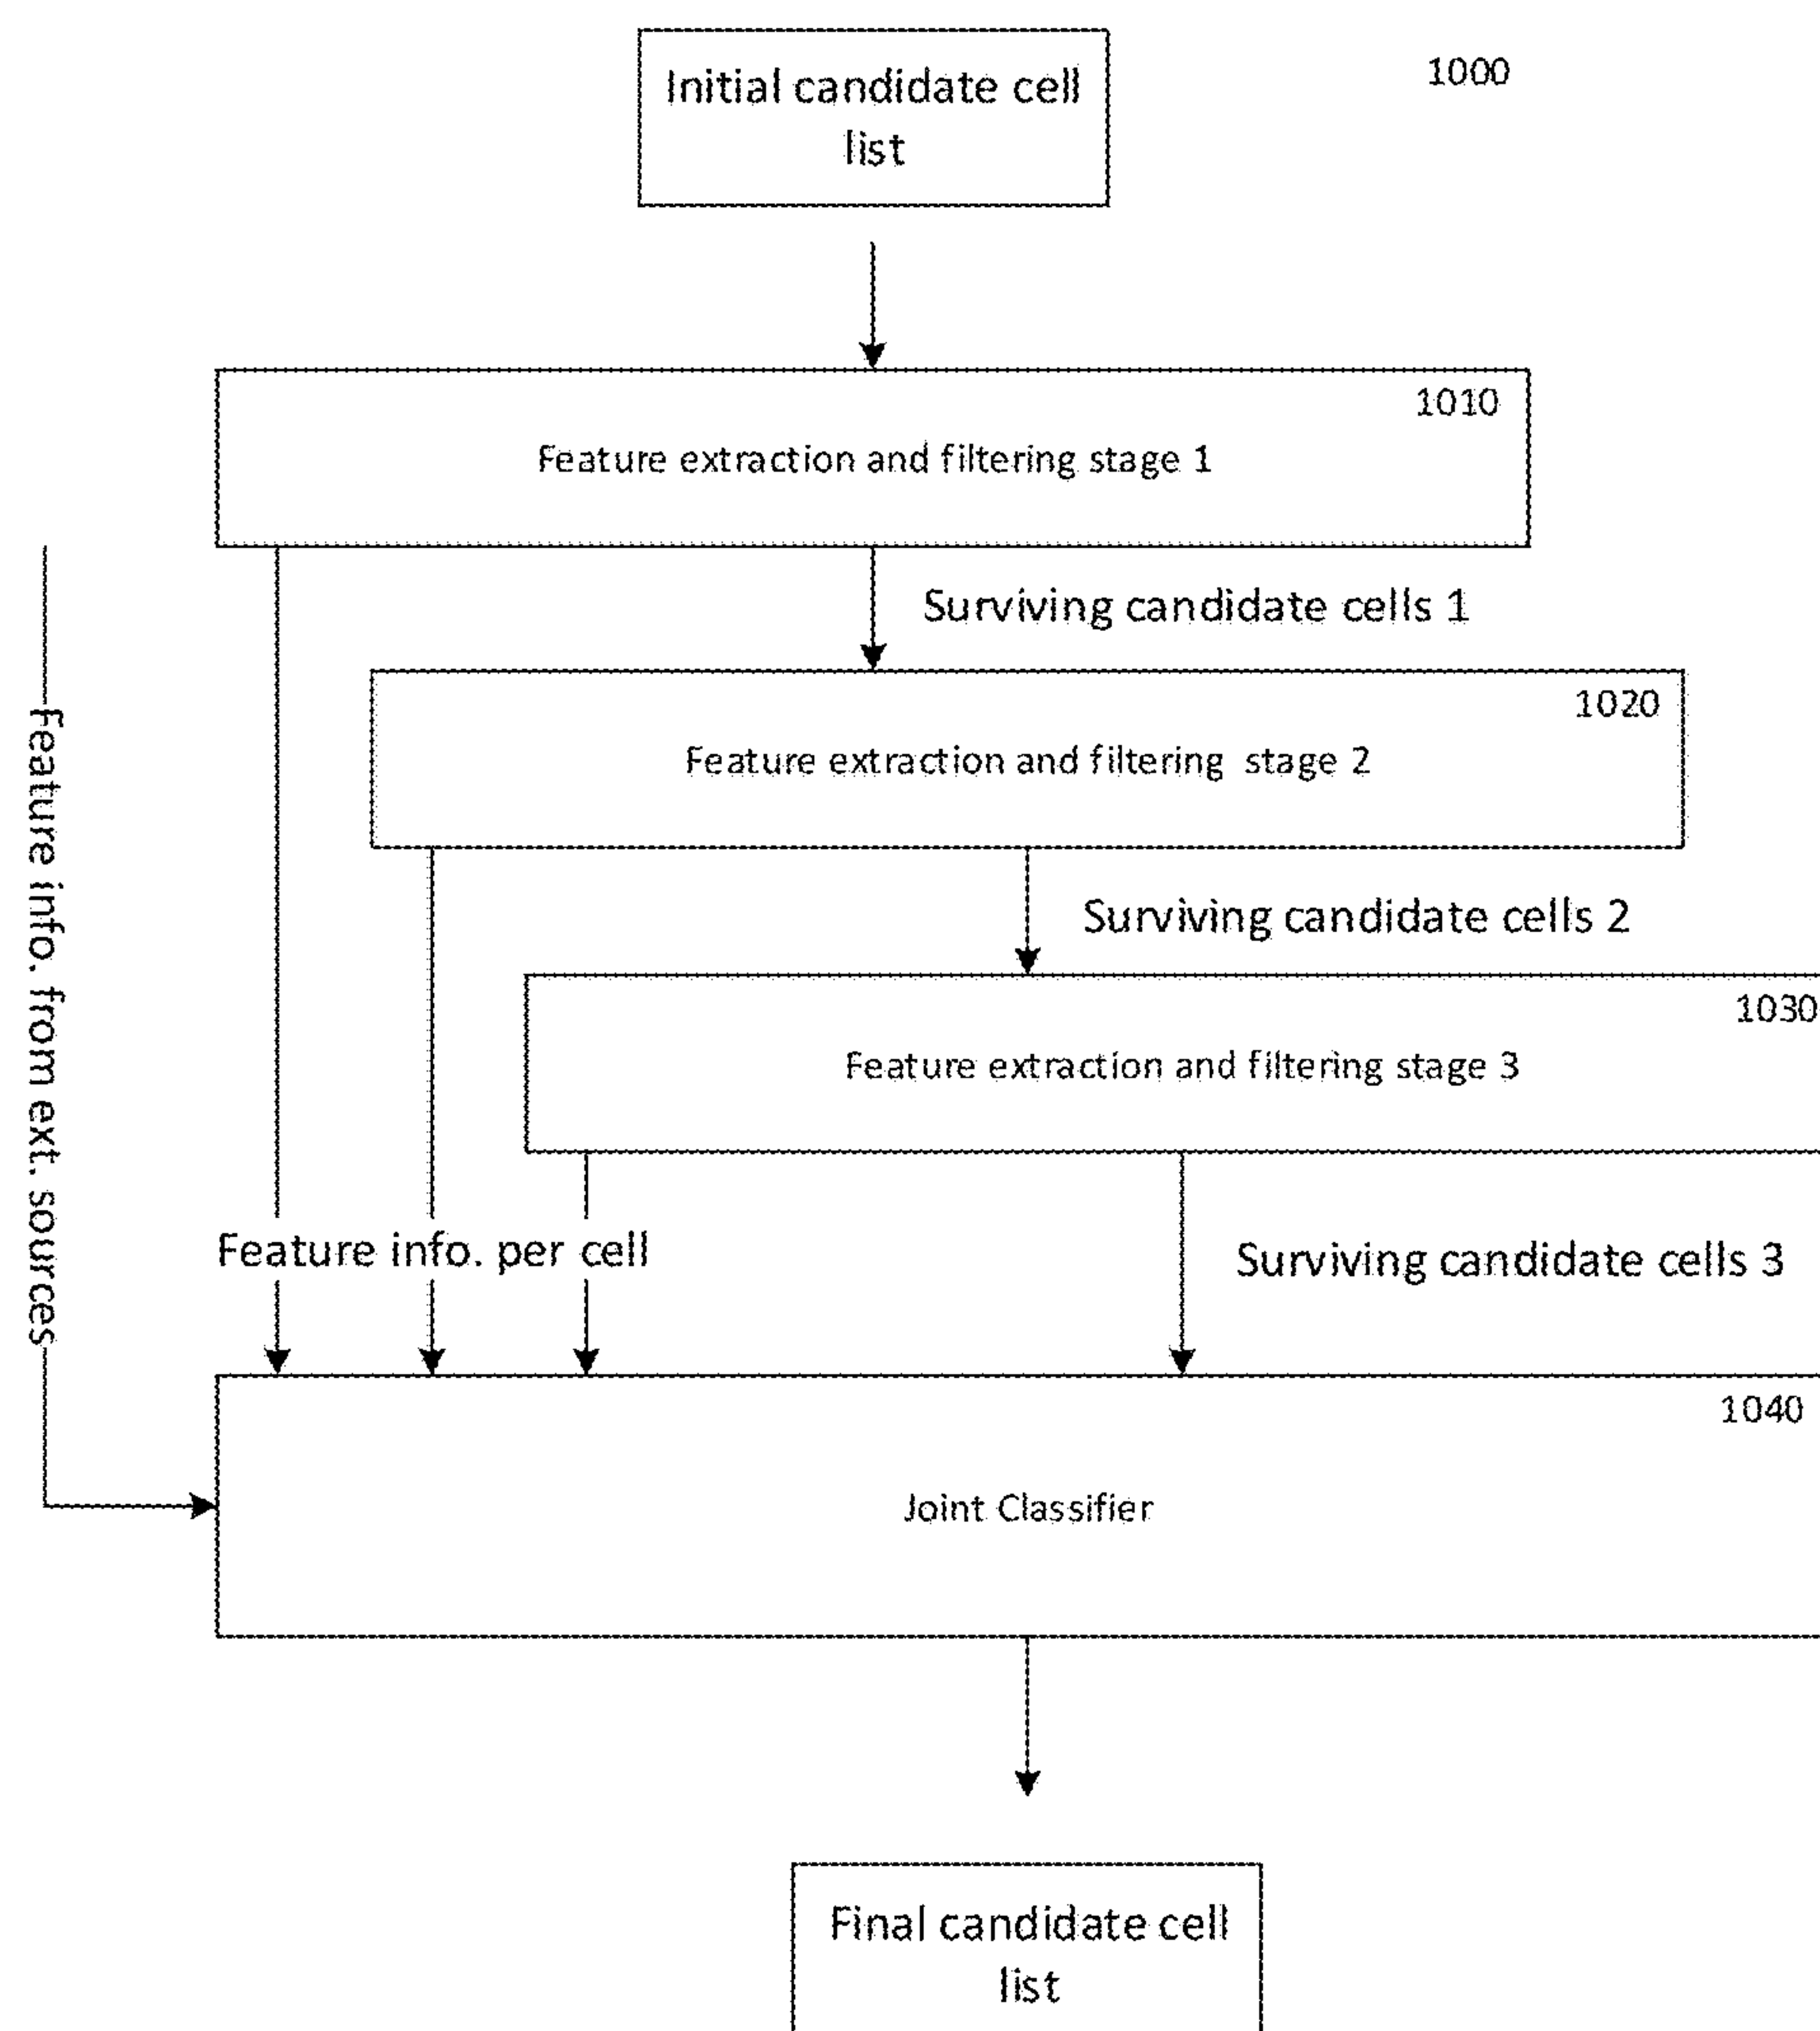 Initial candidate cell
list
1000
1010
Feature extraction and filtering stage 1
Surviving candidate cells 1
1020
Feature extraction and filtering stage 2
Surviving candidate cells 2
1030
Feature extraction and filtering stage 3
Feature info. from ext. sources
Feature info. per cell
Surviving candidate cells 3
1040
Joint Classifier
Final candidate cell
list